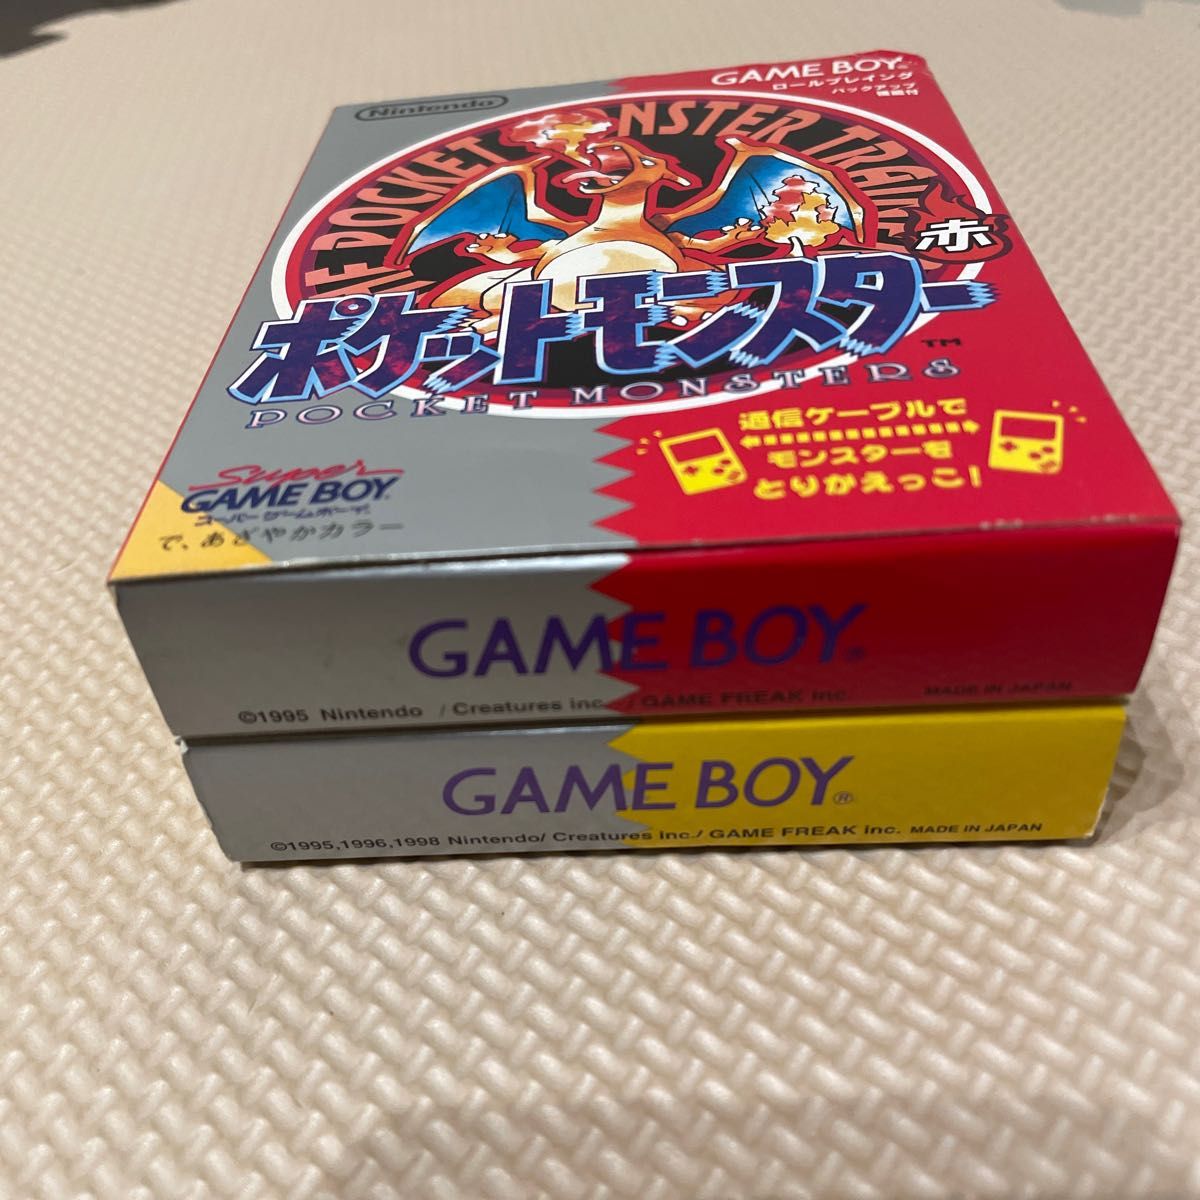 Nintendo
GAME BOY®
ロールプレイング
バックアップ
機能付
POCKET MONSTER
赤
ポケットモンスター
TM
POCKET MONSTERS
通信ケーブルで
モンスターを
とりかえっこ!
Super
GAME BOY
スーパーゲームボーイ
で、あざやかカラー
GAME BOY®
©1995 Nintendo / Creatures inc. / GAME FREAK inc. MADE IN JAPAN
GAME BOY®
©1995,1996,1998 Nintendo/ Creatures inc./ GAME FREAK inc. MADE IN JAPAN